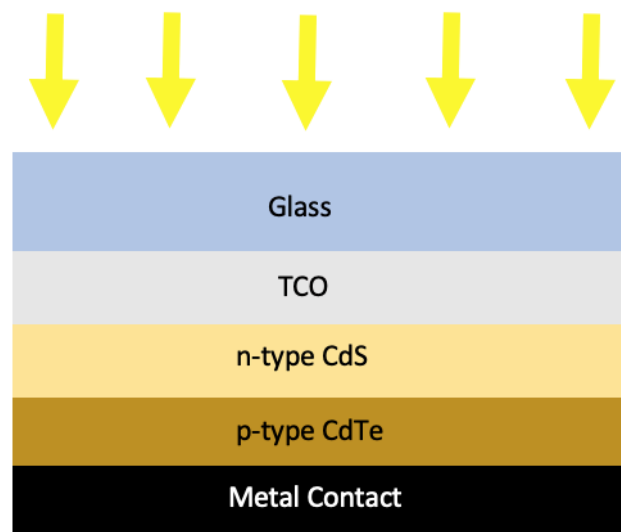 Glass
TCO
n-type CdS
p-type CdTe
Metal Contact